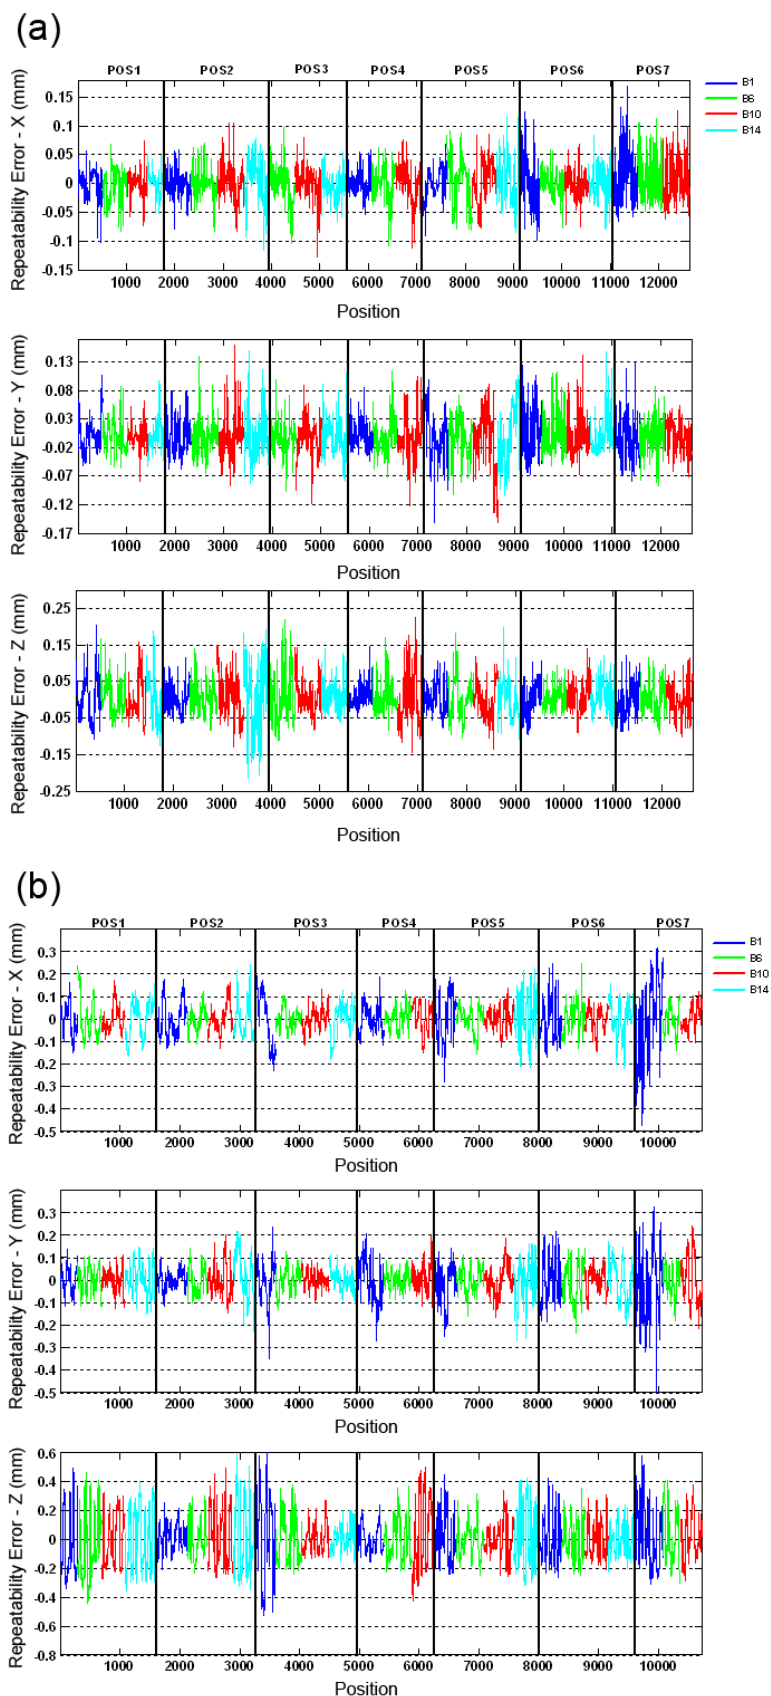 (a)
POS1 POS2 POS3 POS4 POS5 POS6 POS7
Repeatability Error - X (mm)
0.15
0.1
0.05
0
-0.05
-0.1
-0.15
1000 2000 3000 4000 5000 6000 7000 8000 9000 10000 11000 12000
Position
B1
B6
B10
B14
Repeatability Error - Y (mm)
0.13
0.08
0.03
-0.02
-0.07
-0.12
-0.17
1000 2000 3000 4000 5000 6000 7000 8000 9000 10000 11000 12000
Position
Repeatability Error - Z (mm)
0.25
0.15
0.05
-0.05
-0.15
-0.25
1000 2000 3000 4000 5000 6000 7000 8000 9000 10000 11000 12000
Position
(b)
POS1 POS2 POS3 POS4 POS5 POS6 POS7
Repeatability Error - X (mm)
0.3
0.2
0.1
0
-0.1
-0.2
-0.3
-0.4
-0.5
1000 2000 3000 4000 5000 6000 7000 8000 9000 10000
Position
B1
B6
B10
B14
Repeatability Error - Y (mm)
0.3
0.2
0.1
0
-0.1
-0.2
-0.3
-0.4
-0.5
1000 2000 3000 4000 5000 6000 7000 8000 9000 10000
Position
Repeatability Error - Z (mm)
0.6
0.4
0.2
0
-0.2
-0.4
-0.6
-0.8
1000 2000 3000 4000 5000 6000 7000 8000 9000 10000
Position